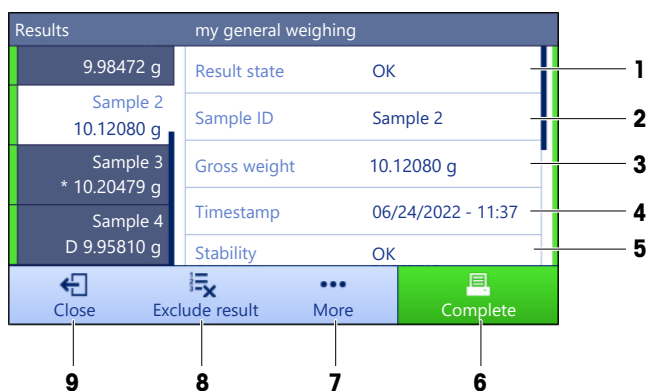 Results
my general weighing
9.98472 g
Sample 2
10.12080 g
Sample 3
* 10.20479 g
Sample 4
D 9.95810 g
Result state OK
Sample ID Sample 2
Gross weight 10.12080 g
Timestamp 06/24/2022 - 11:37
Stability OK
1
2
3
4
5
Close
Exclude result
More
Complete
9
8
7
6